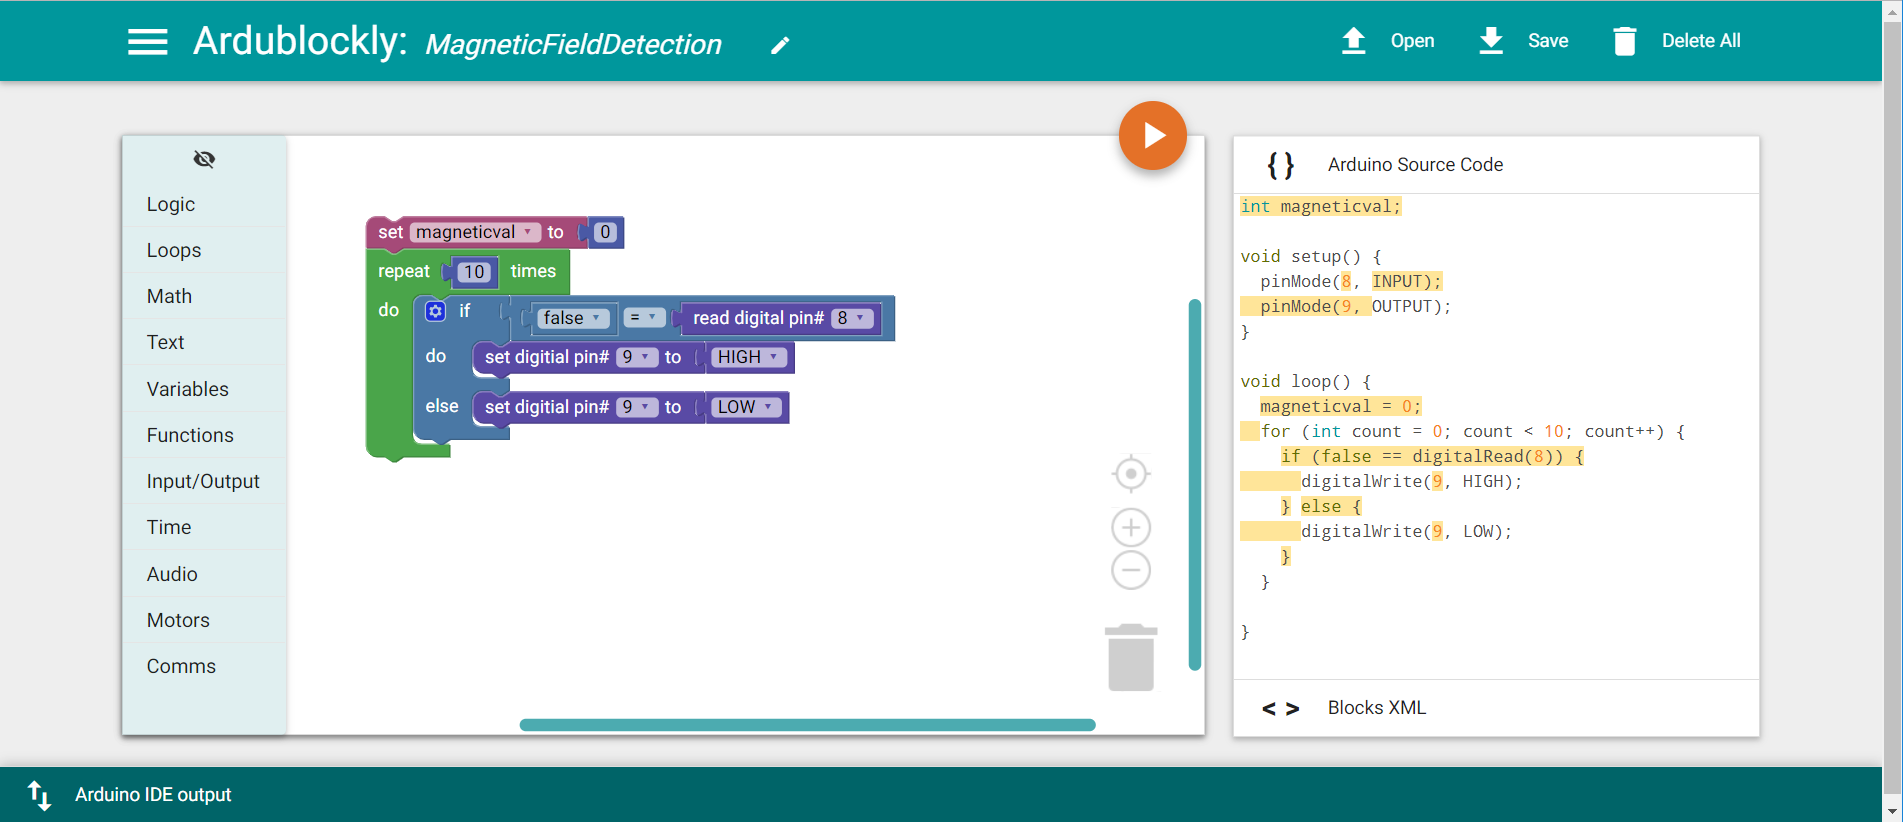 Ardublockly: MagneticFieldDetection
Open
Save
Delete All
Logic
Loops
Math
Text
Variables
Functions
Input/Output
Time
Audio
Motors
Comms
set magneticval to 0
repeat 10 times
do if false = read digital pin# 8
do set digitial pin# 9 to HIGH
else set digitial pin# 9 to LOW
{ } Arduino Source Code
int magneticval;
void setup() {
pinMode(8, INPUT);
pinMode(9, OUTPUT);
}
void loop() {
magneticval = 0;
for (int count = 0; count < 10; count++) {
if (false == digitalRead(8)) {
digitalWrite(9, HIGH);
} else {
digitalWrite(9, LOW);
}
}
}
< > Blocks XML
Arduino IDE output